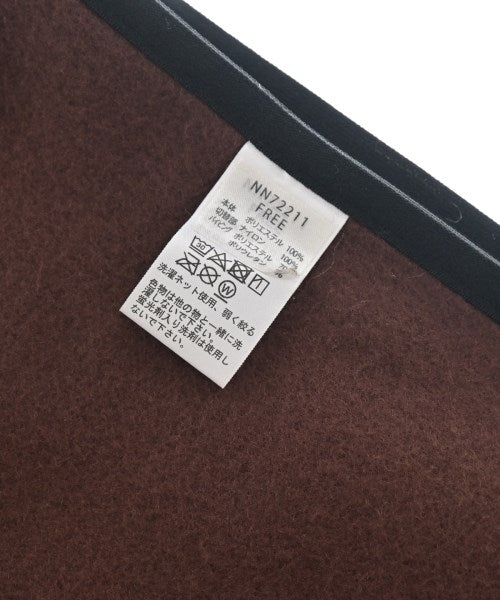 NN72211
FREE
本体 ポリエステル 100%
切替部 ナイロン 100%
パイピング ポリエステル
ポリウレタン
30
W
洗濯ネット使用、弱く絞る
色物は他の物と一緒に洗
濯しないで下さい。
蛍光剤入り洗剤は使用し
ないで下さい。